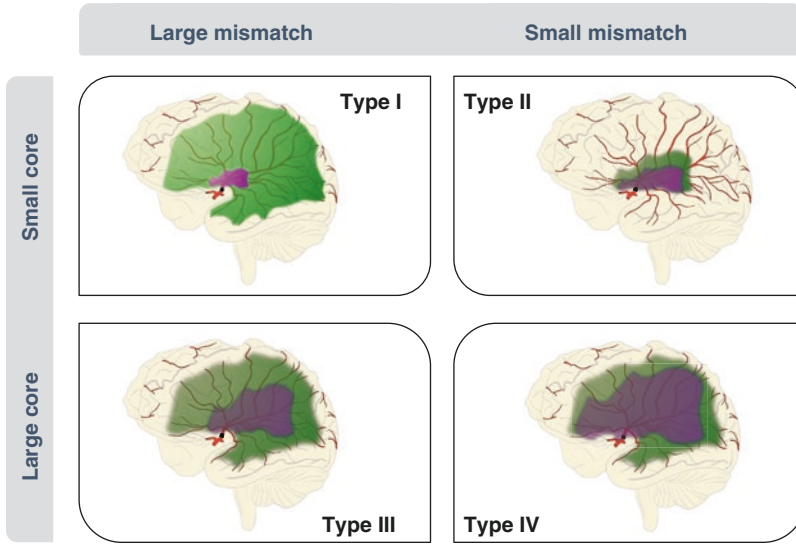 Large mismatch
Small mismatch
Small core
Type I
Type II
Large core
Type III
Type IV